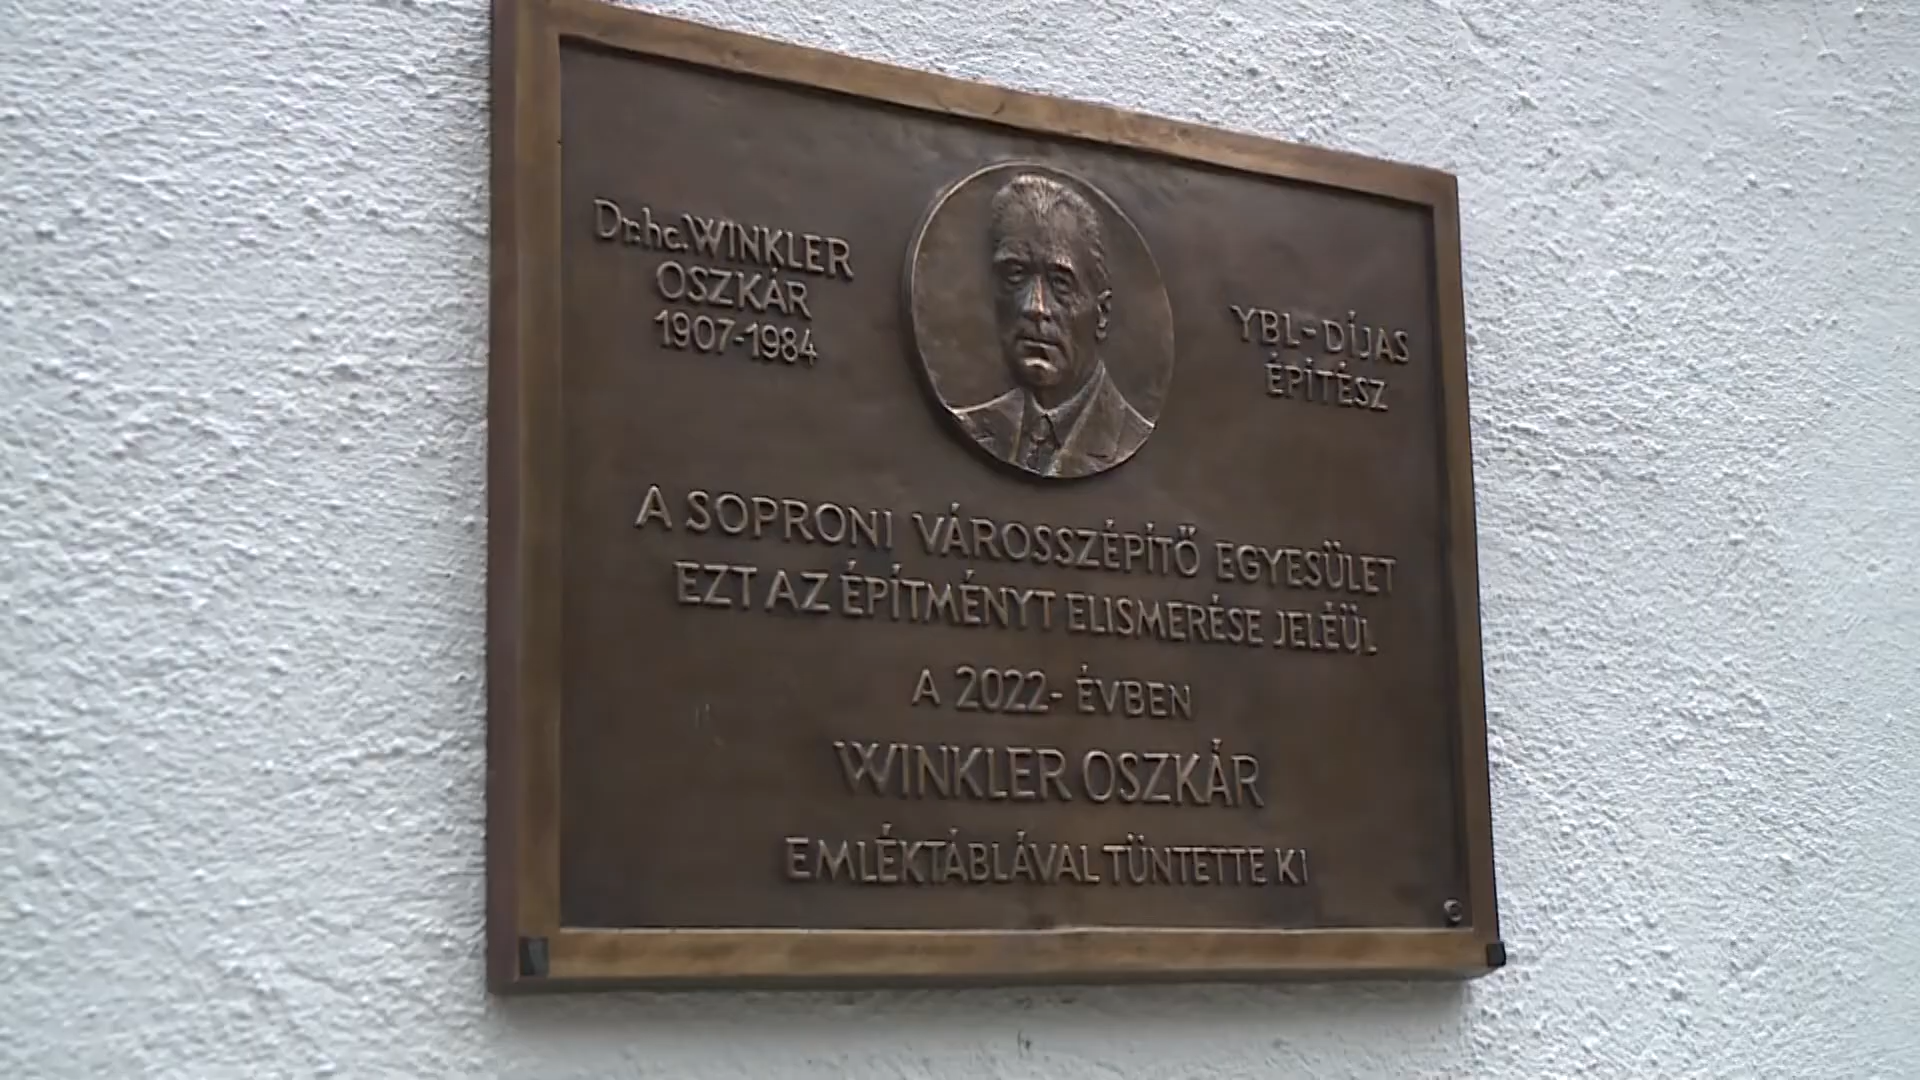 Dr.hc.WINKLER
OSZKÁR
1907-1984
YBL-DÍJAS
ÉPÍTÉSZ
A SOPRONI VÁROSSZÉPÍTŐ EGYESÜLET
EZT AZ ÉPÍTMÉNYT ELISMERÉSE JELÉÜL
A 2022- ÉVBEN
WINKLER OSZKÁR
EMLÉKTÁBLÁVAL TÜNTETTE KI